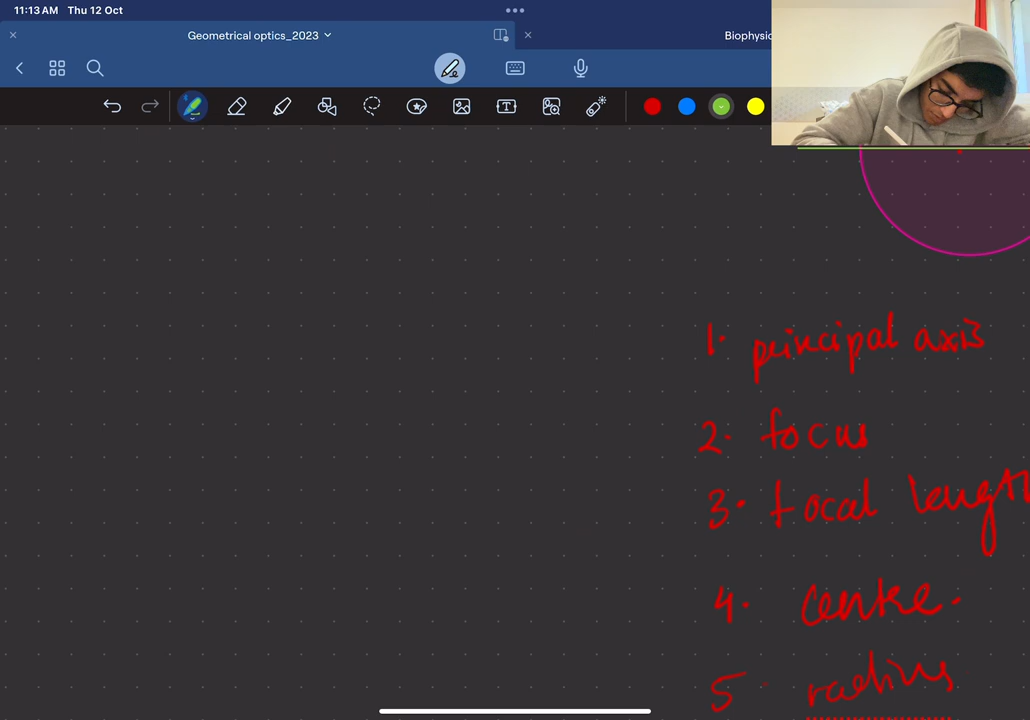 11:13 AM Thu 12 Oct
Geometrical optics_2023
Biophysic
1. principal axis
2. focus
3. focal length
4. centre.
5. radius